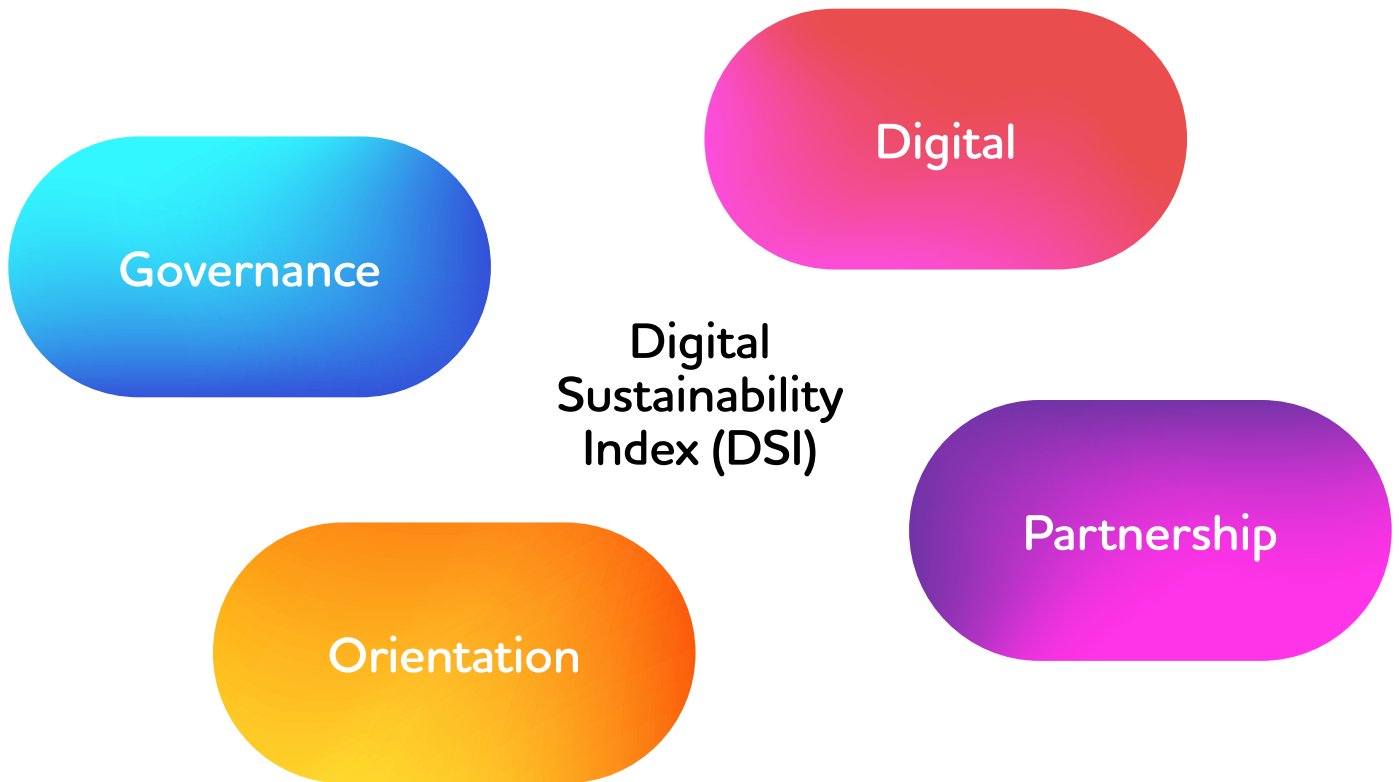 Digital
Governance
Digital
Sustainability
Index (DSI)
Partnership
Orientation